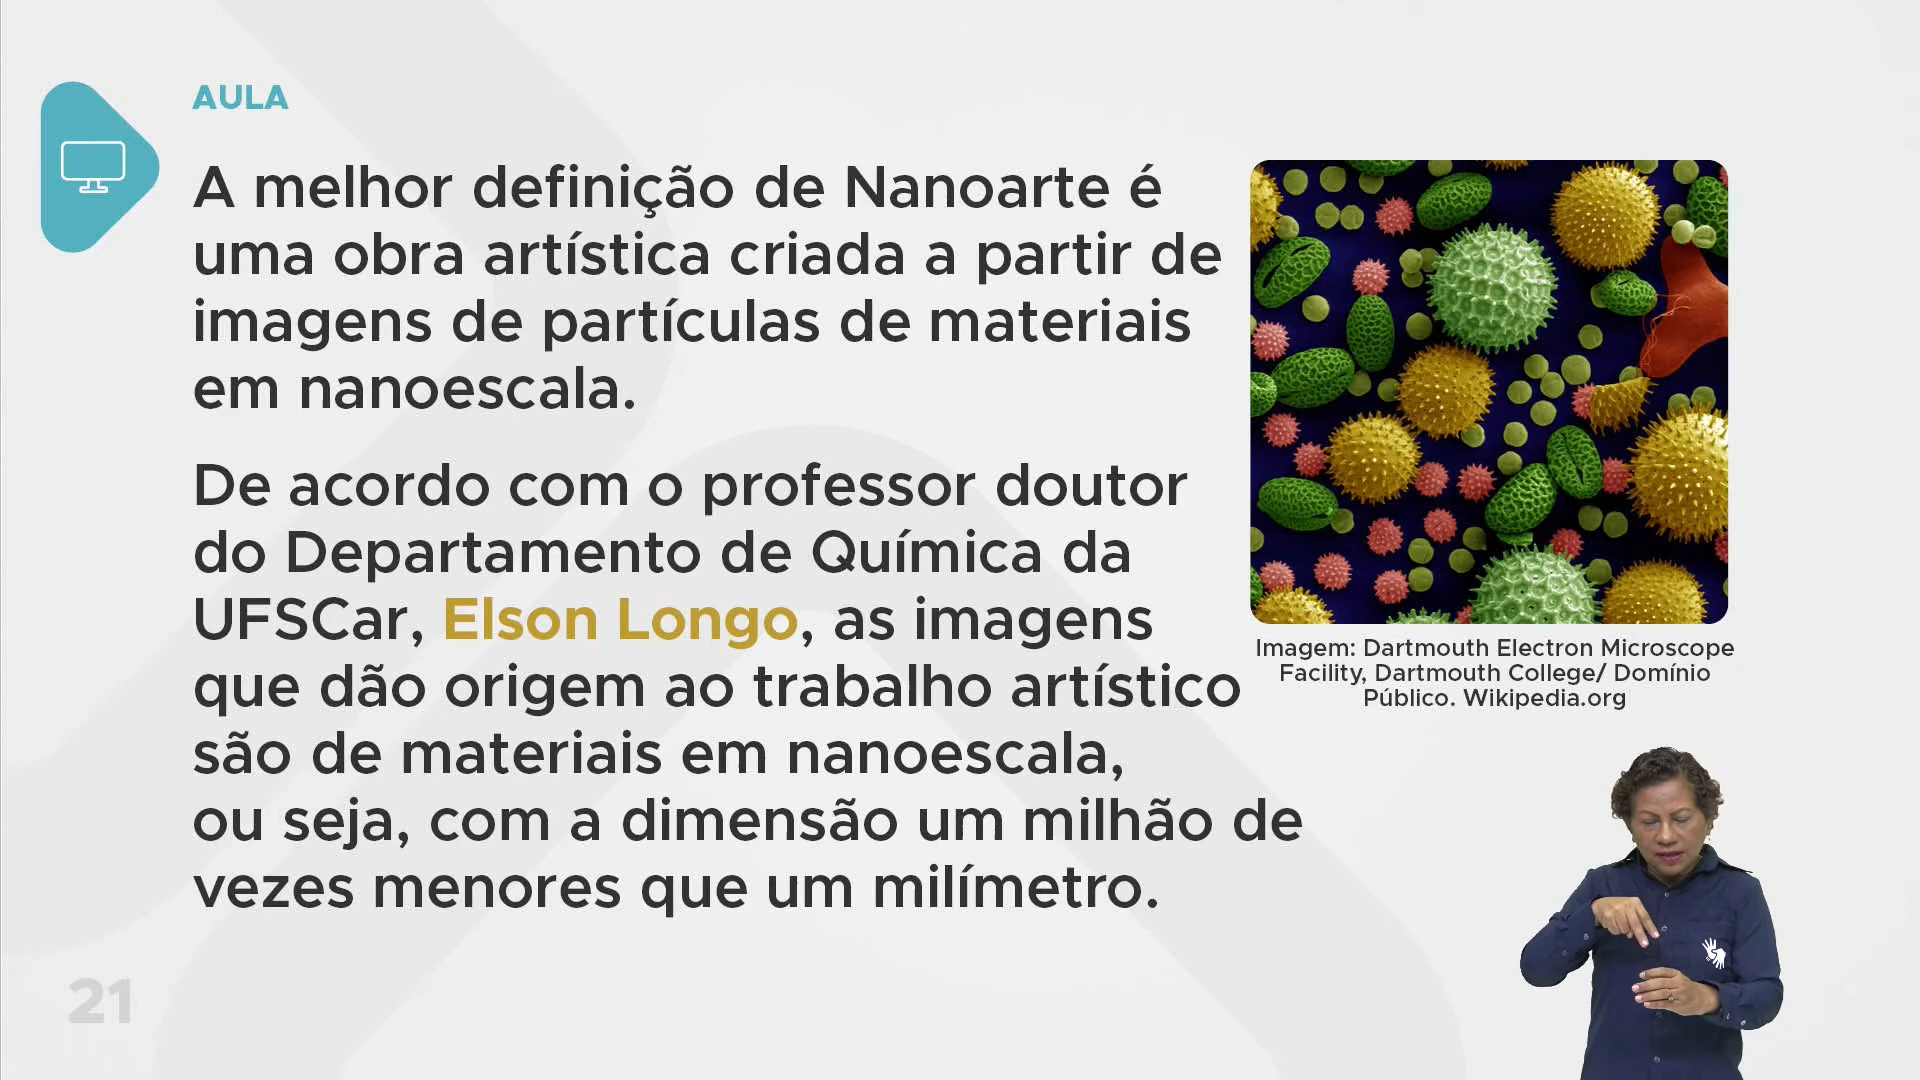 AULA
A melhor definição de Nanoarte é
uma obra artística criada a partir de
imagens de partículas de materiais
em nanoescala.
De acordo com o professor doutor
do Departamento de Química da
UFSCar, Elson Longo, as imagens
que dão origem ao trabalho artístico
são de materiais em nanoescala,
ou seja, com a dimensão um milhão de
vezes menores que um milímetro.
Imagem: Dartmouth Electron Microscope
Facility, Dartmouth College/ Domínio
Público. Wikipedia.org
21